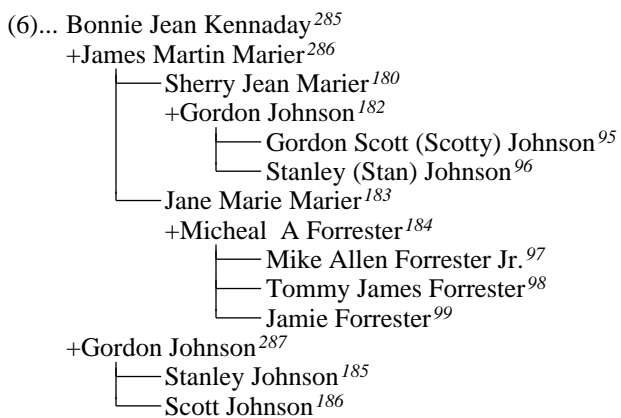 (6)... Bonnie Jean Kennaday285
+James Martin Marier286
Sherry Jean Marier180
+Gordon Johnson182
Gordon Scott (Scotty) Johnson95
Stanley (Stan) Johnson96
Jane Marie Marier183
+Micheal A Forrester184
Mike Allen Forrester Jr.97
Tommy James Forrester98
Jamie Forrester99
+Gordon Johnson287
Stanley Johnson185
Scott Johnson186